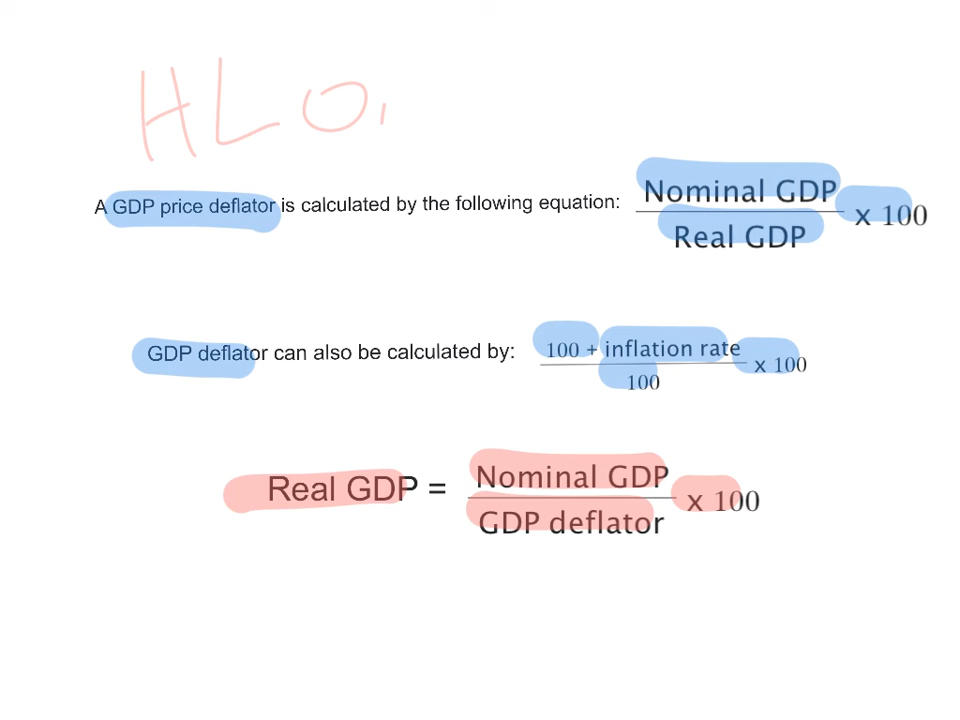 HLO,
A GDP price deflator is calculated by the following equation: Nominal GDP / Real GDP x 100
GDP deflator can also be calculated by: 100 + inflation rate / 100 x 100
Real GDP = Nominal GDP / GDP deflator x 100